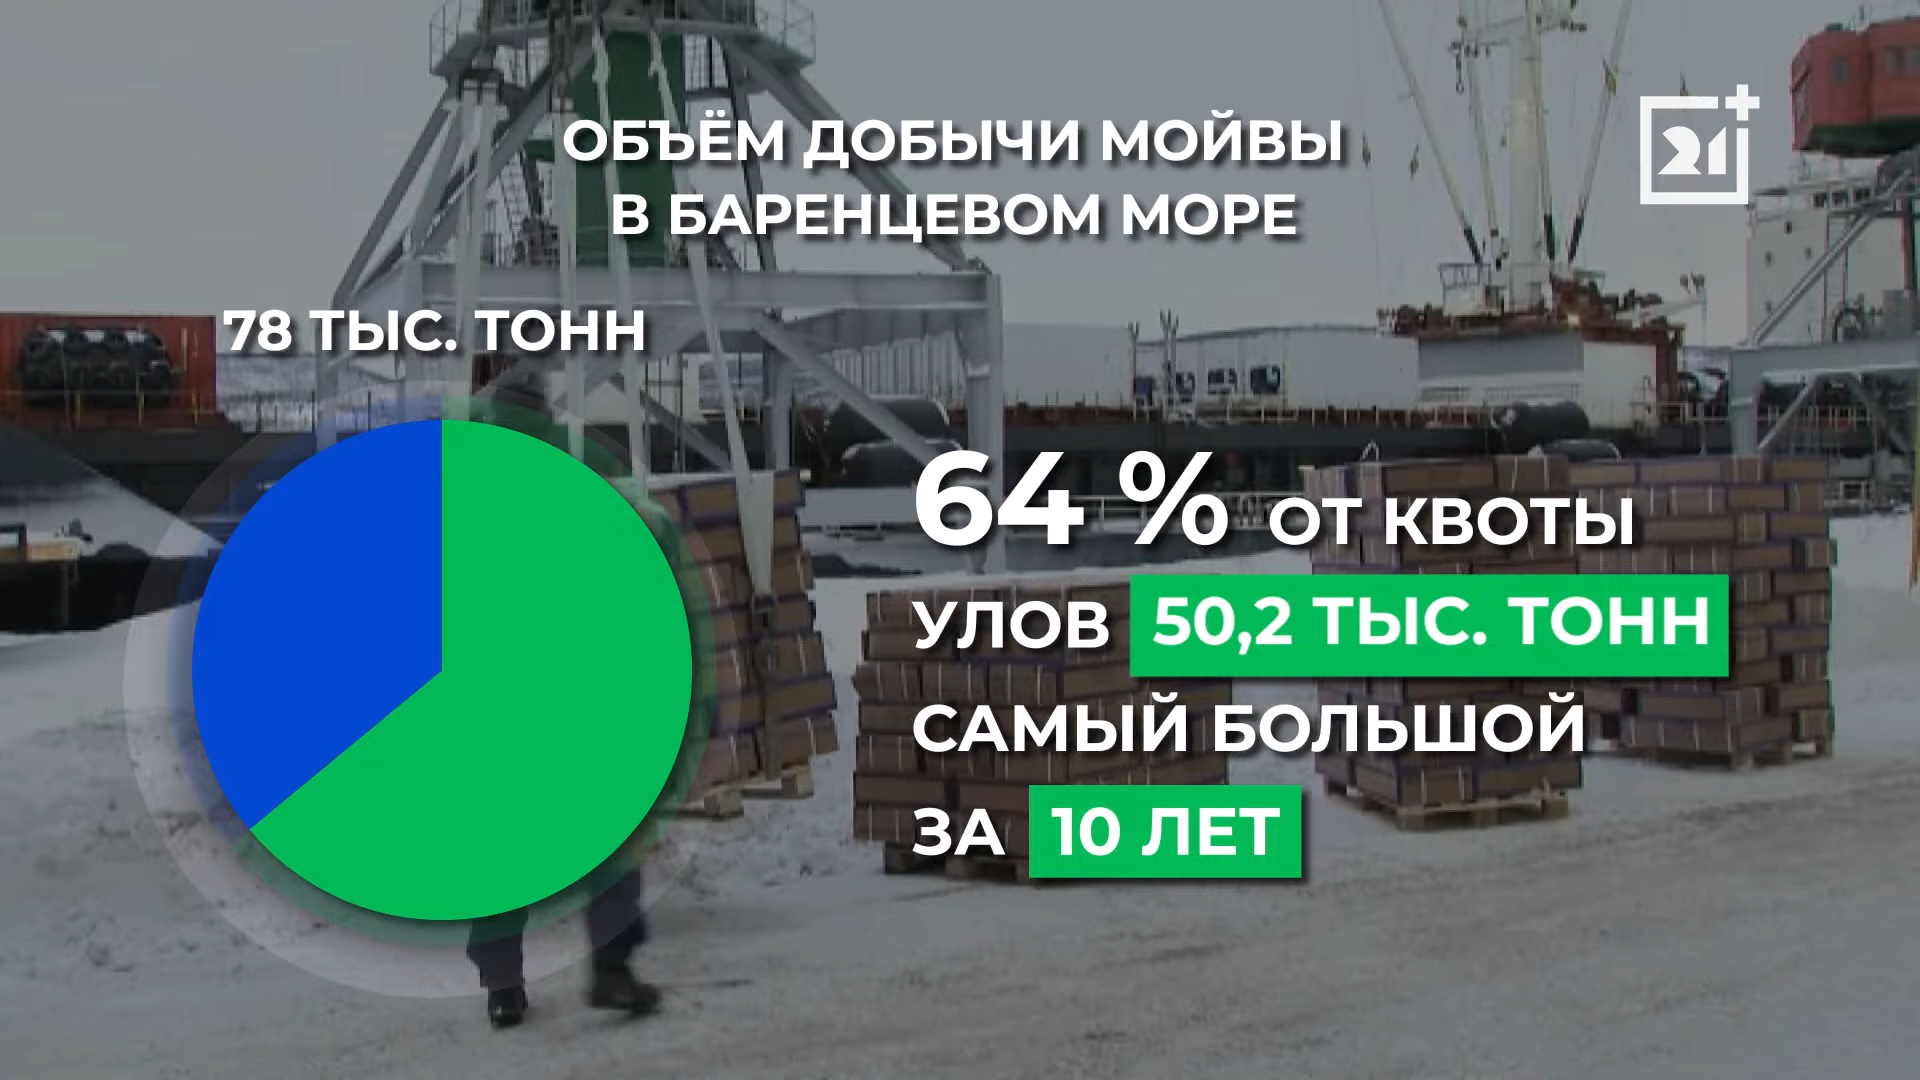 ОБЪЁМ ДОБЫЧИ МОЙВЫ
В БАРЕНЦЕВОМ МОРЕ
21+
78 ТЫС. ТОНН
64 % ОТ КВОТЫ
УЛОВ 50,2 ТЫС. ТОНН
САМЫЙ БОЛЬШОЙ
ЗА 10 ЛЕТ